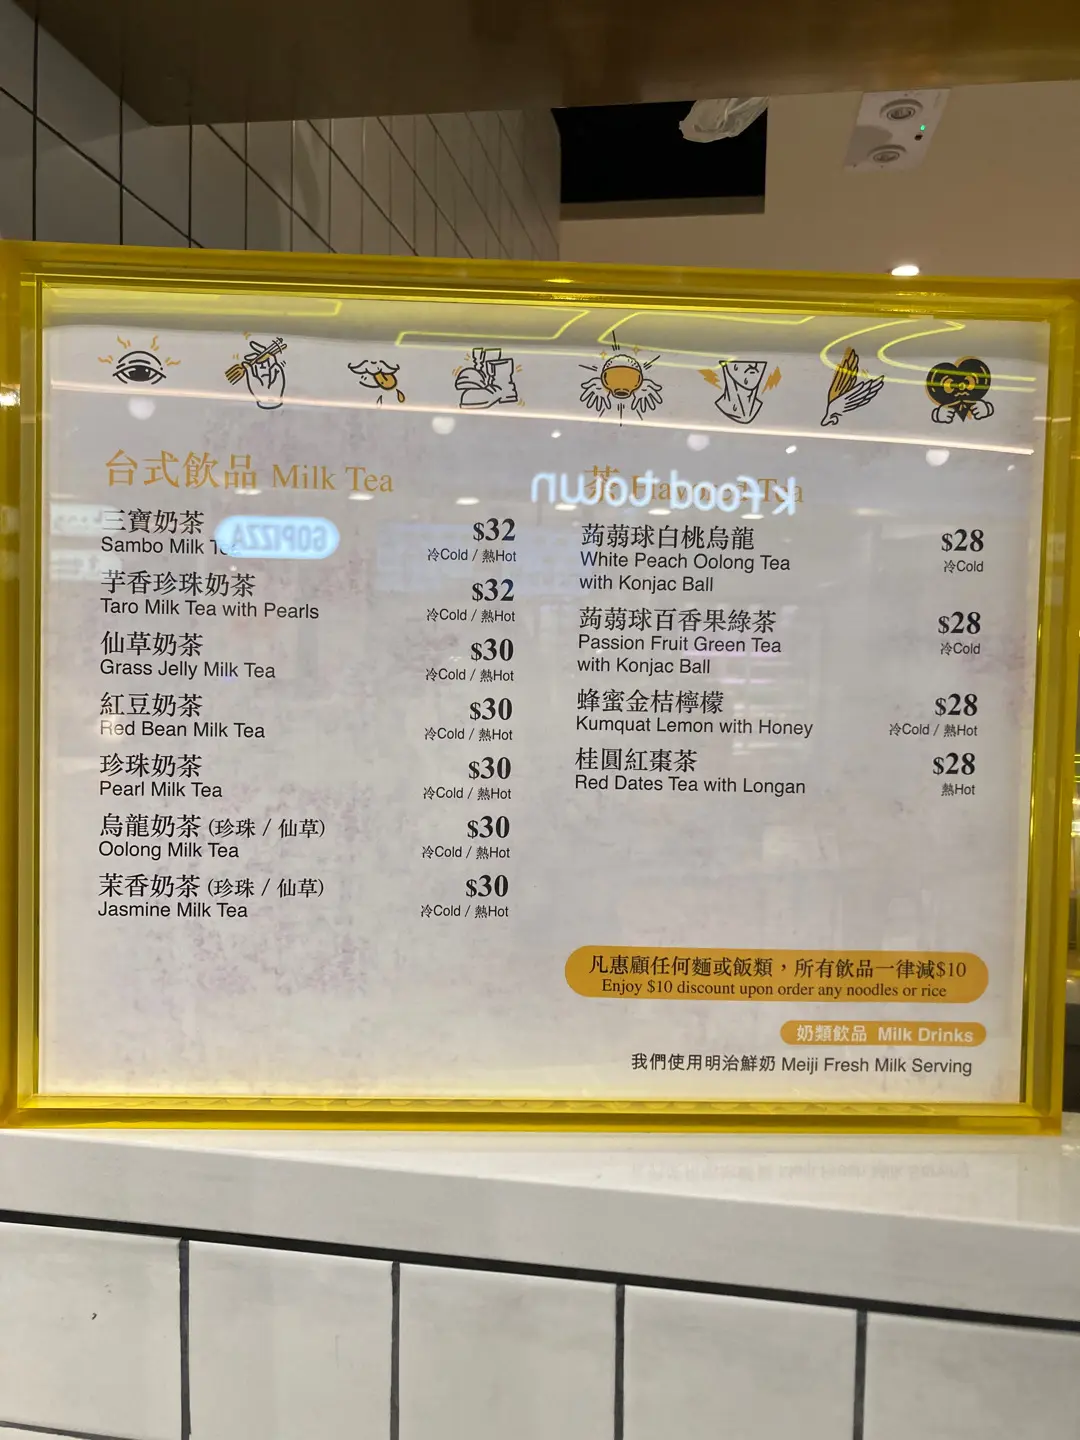 台式飲品 Milk Tea
三寶奶茶
Sambo Milk
$32
冷Cold / 熱Hot
芋香珍珠奶茶
Taro Milk Tea with Pearls
$32
冷Cold / 熱Hot
仙草奶茶
Grass Jelly Milk Tea
$30
冷Cold / 熱Hot
紅豆奶茶
Red Bean Milk Tea
$30
冷Cold / 熱Hot
珍珠奶茶
Pearl Milk Tea
$30
冷Cold / 熱Hot
烏龍奶茶 (珍珠 / 仙草)
Oolong Milk Tea
$30
冷Cold / 熱Hot
茉香奶茶 (珍珠 / 仙草)
Jasmine Milk Tea
$30
冷Cold / 熱Hot
茶 Tea
k food town
GOPIZZA
蒟蒻球白桃烏龍
White Peach Oolong Tea
with Konjac Ball
$28
冷Cold
蒟蒻球百香果綠茶
Passion Fruit Green Tea
with Konjac Ball
$28
冷Cold
蜂蜜金桔檸檬
Kumquat Lemon with Honey
$28
冷Cold / 熱Hot
桂圓紅棗茶
Red Dates Tea with Longan
$28
熱Hot
凡惠顧任何麵或飯類，所有飲品一律減$10
Enjoy $10 discount upon order any noodles or rice
奶類飲品 Milk Drinks
我們使用明治鮮奶 Meiji Fresh Milk Serving